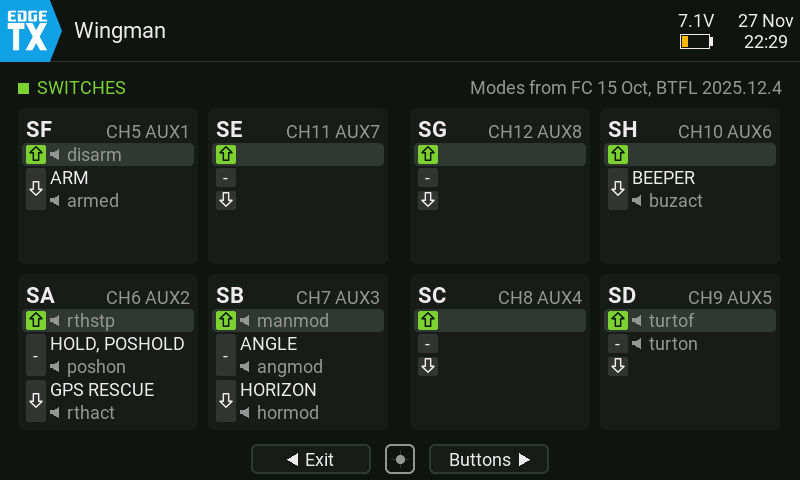 EDGE
TX
Wingman
7.1V
27 Nov
22:29
SWITCHES
Modes from FC 15 Oct, BTFL 2025.12.4
SF CH5 AUX1
disarm
ARM
armed
SE CH11 AUX7
-
SG CH12 AUX8
-
SH CH10 AUX6
BEEPER
buzact
SA CH6 AUX2
rthstp
- HOLD, POSHOLD
poshon
GPS RESCUE
rthact
SB CH7 AUX3
manmod
- ANGLE
angmod
HORIZON
hormod
SC CH8 AUX4
-
SD CH9 AUX5
turtof
- turton
Exit
Buttons